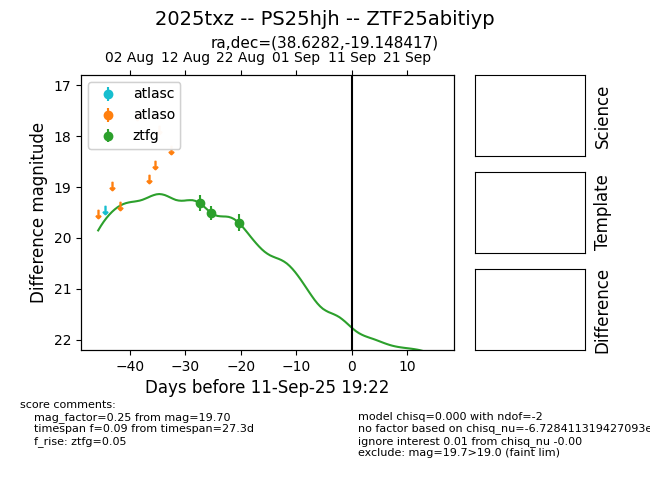 2025txz -- PS25hjh -- ZTF25abitiyp
ra,dec=(38.6282,-19.148417)
02 Aug 12 Aug 22 Aug 01 Sep 11 Sep 21 Sep
atlasc
atlaso
ztfg
17
18
19
20
21
22
Difference magnitude
−40 −30 −20 −10 0 10
Days before 11-Sep-25 19:22
Science
Template
Difference
score comments:
mag_factor=0.25 from mag=19.70
timespan f=0.09 from timespan=27.3d
f_rise: ztfg=0.05
model chisq=0.000 with ndof=-2
no factor based on chisq_nu=-6.728411319427093e
ignore interest 0.01 from chisq_nu -0.00
exclude: mag=19.7>19.0 (faint lim)